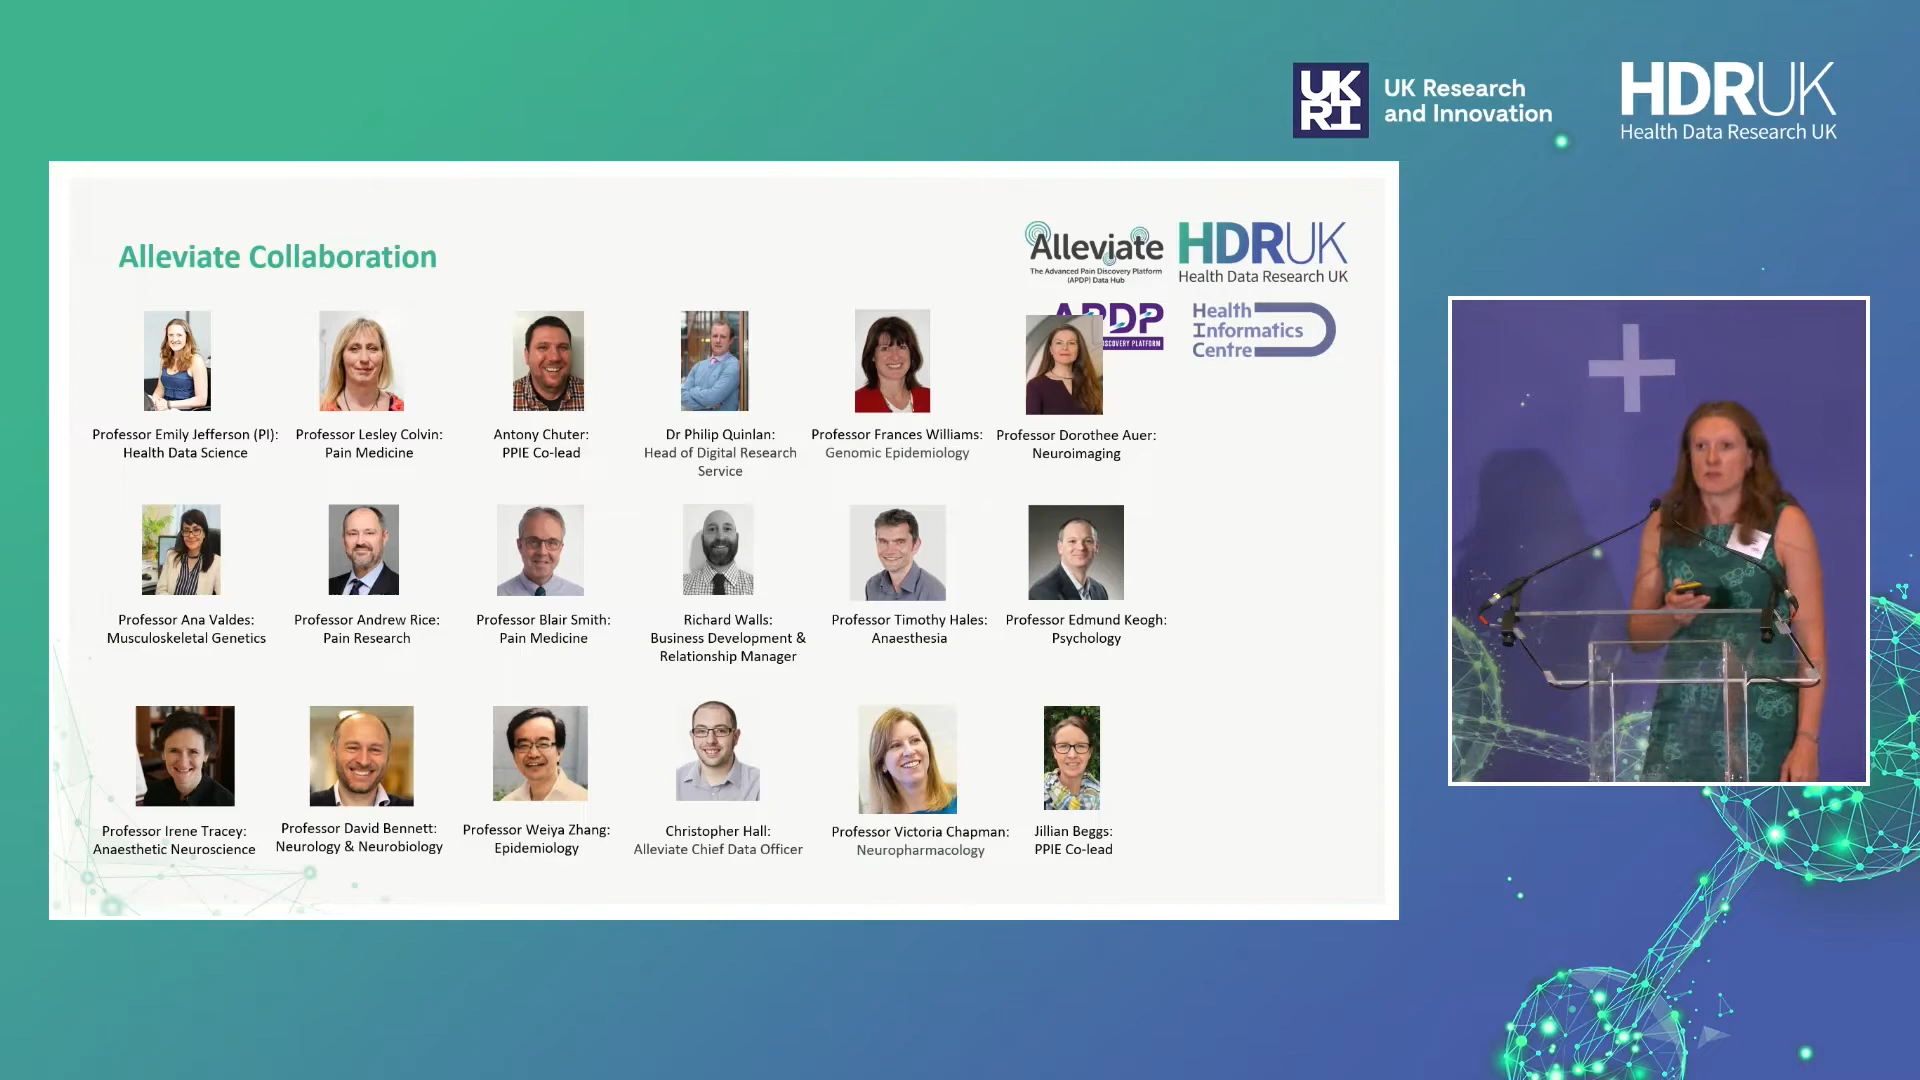 UK
RI
UK Research
and Innovation
HDRUK
Health Data Research UK
Alleviate Collaboration
Alleviate
The Advanced Pain Discovery Platform
(APDP) Data Hub
HDRUK
Health Data Research UK
Health
Informatics
Centre
Professor Emily Jefferson (PI):
Health Data Science
Professor Lesley Colvin:
Pain Medicine
Antony Chuter:
PPIE Co-lead
Dr Philip Quinlan:
Head of Digital Research
Service
Professor Frances Williams:
Genomic Epidemiology
Professor Dorothee Auer:
Neuroimaging
Professor Ana Valdes:
Musculoskeletal Genetics
Professor Andrew Rice:
Pain Research
Professor Blair Smith:
Pain Medicine
Richard Walls:
Business Development &
Relationship Manager
Professor Timothy Hales:
Anaesthesia
Professor Edmund Keogh:
Psychology
Professor Irene Tracey:
Anaesthetic Neuroscience
Professor David Bennett:
Neurology & Neurobiology
Professor Weiya Zhang:
Epidemiology
Christopher Hall:
Alleviate Chief Data Officer
Professor Victoria Chapman:
Neuropharmacology
Jillian Beggs:
PPIE Co-lead